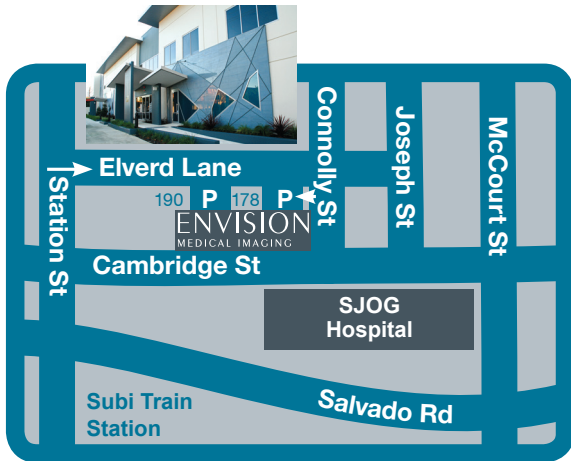 Connolly St
Joseph St
McCourt St
Elverd Lane
Station St
190 P 178 P
ENVISION
MEDICAL IMAGING
Cambridge St
SJOG
Hospital
Subi Train
Station
Salvado Rd